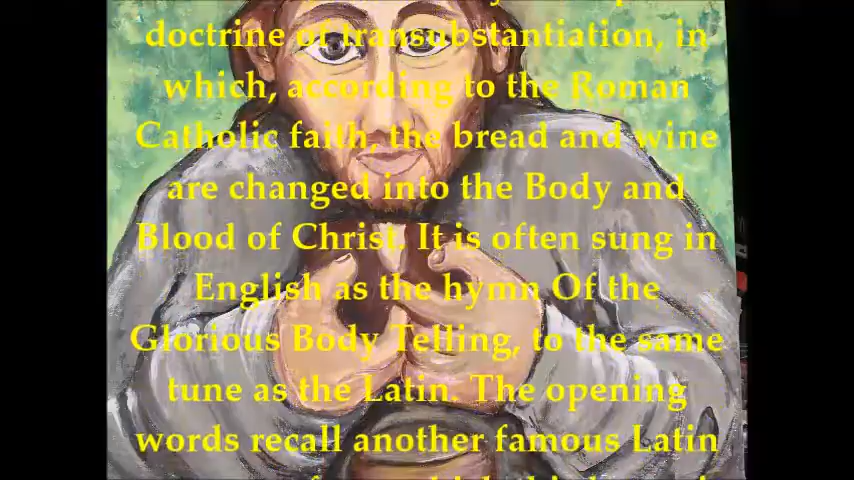 doctrine of transubstantiation, in
which, according to the Roman
Catholic faith, the bread and wine
are changed into the Body and
Blood of Christ. It is often sung in
English as the hymn Of the
Glorious Body Telling, to the same
tune as the Latin. The opening
words recall another famous Latin